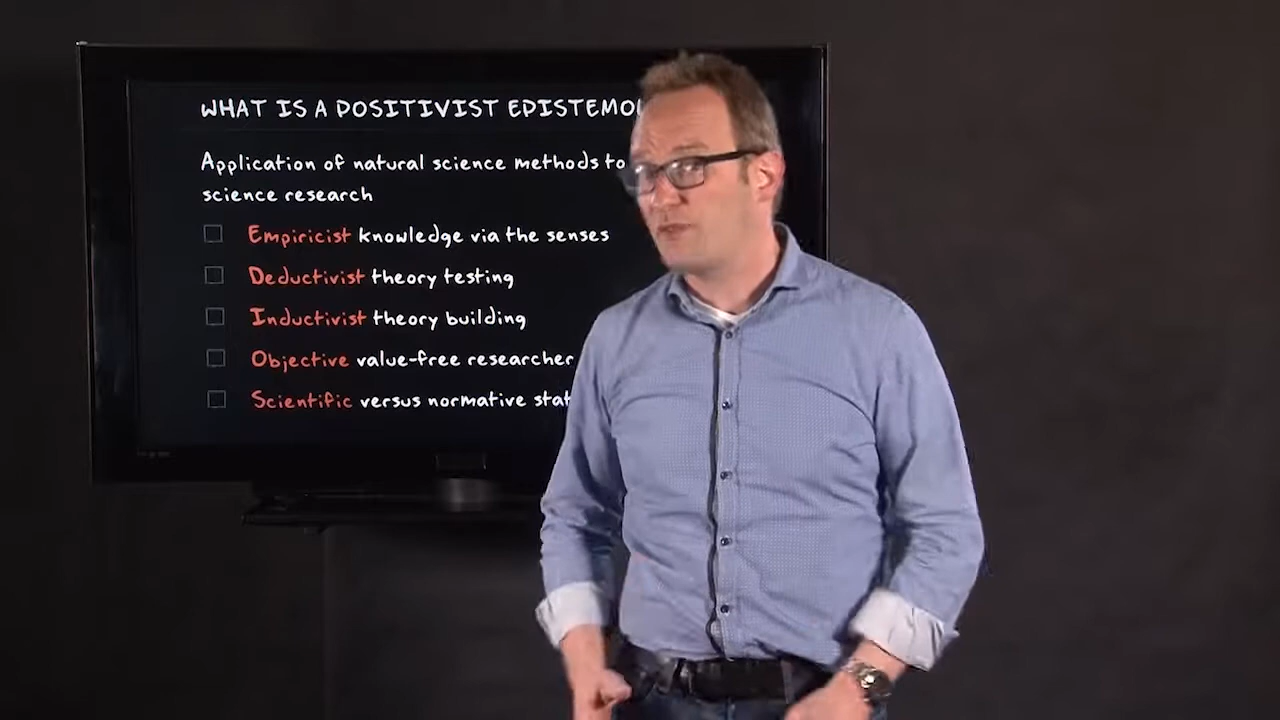 WHAT IS A POSITIVIST EPISTEMO
Application of natural science methods to
science research
Empiricist knowledge via the senses
Deductivist theory testing
Inductivist theory building
Objective value-free researcher
Scientific versus normative stat